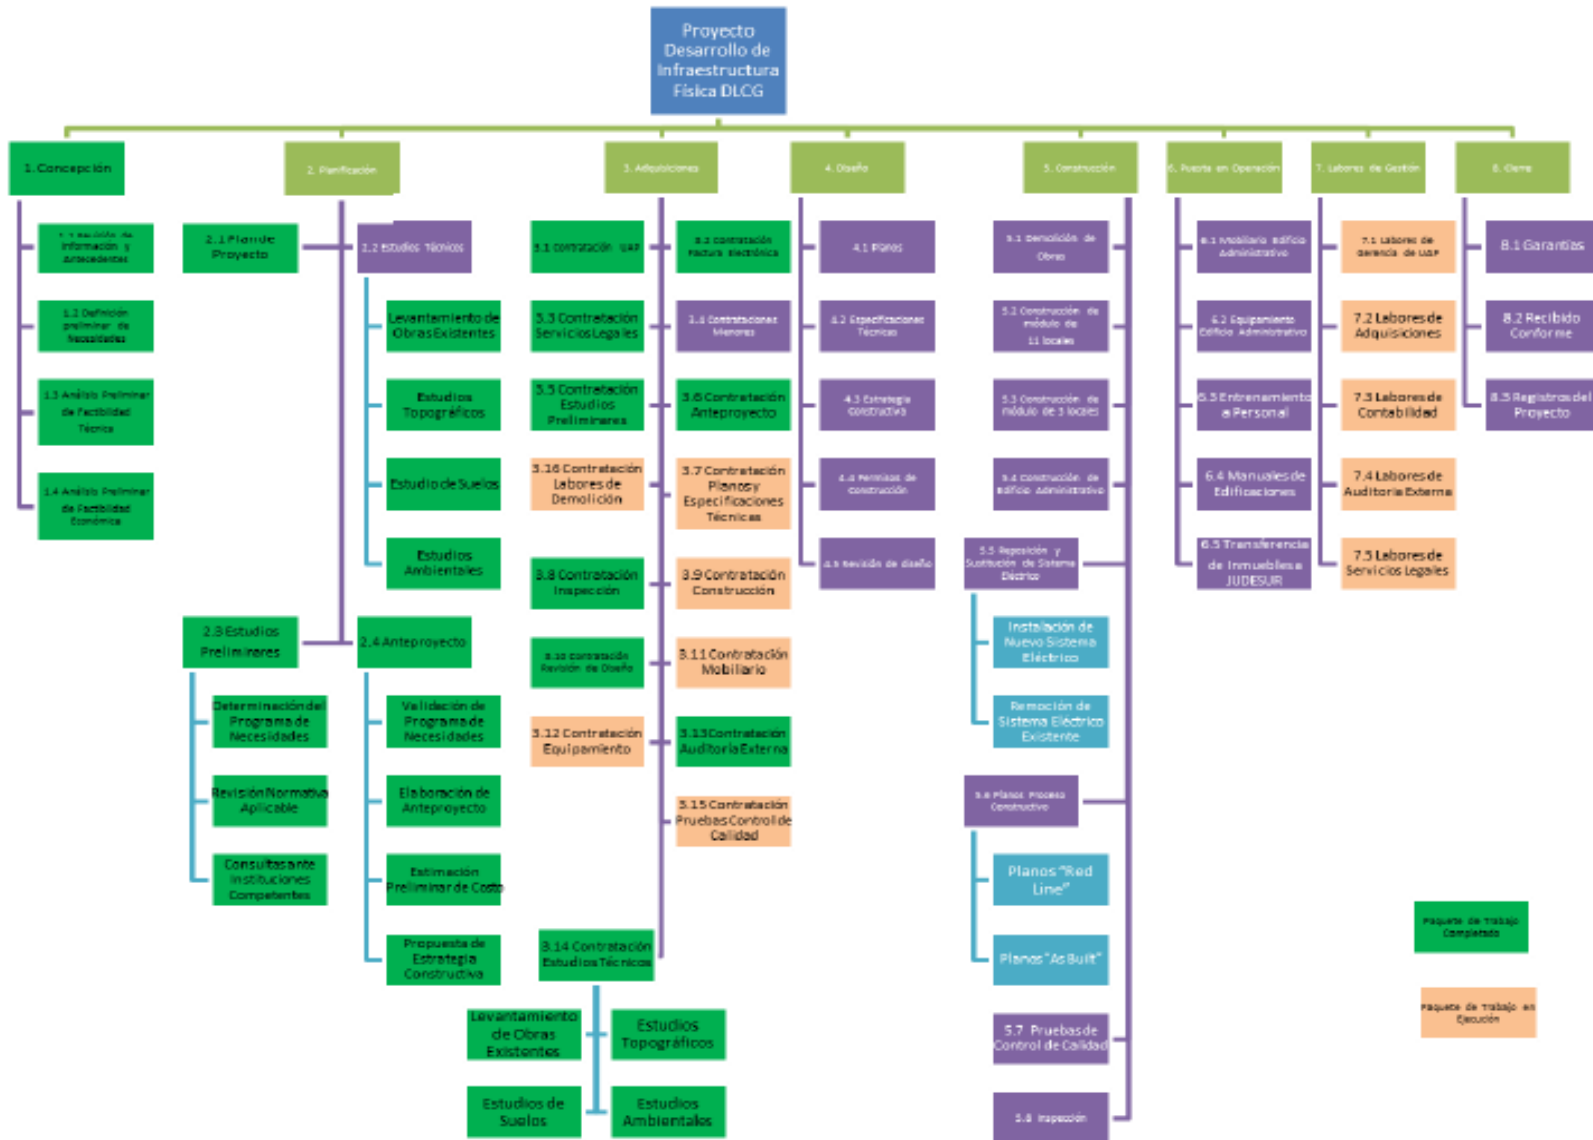 Proyecto
Desarrollo de
Infraestructura
Física DLCG
1. Concepción
2. Planificación
3. Adquisiciones
4. Diseño
5. Construcción
6. Puesta en Operación
7. Labores de Gestión
8. Cierre
Información y
Antecedentes
1.2 Definición
preliminar de
Necesidades
1.3 Análisis Preliminar
de Factibilidad
Técnica
1.4 Análisis Preliminar
de Factibilidad
Económica
2.1 Plan de
Proyecto
2.2 Estudios Técnicos
Levantamiento de
Obras Existentes
Estudios
Topográficos
Estudio de Suelos
Estudios
Ambientales
2.3 Estudios
Preliminares
2.4 Anteproyecto
Determinación del
Programa de
Necesidades
Revisión Normativa
Aplicable
Consultas ante
Instituciones
Competentes
Validación de
Programa de
Necesidades
Elaboración de
Anteproyecto
Estimación
Preliminar de Costo
Propuesta de
Estrategia
Constructiva
3.1 Contratación UAP
3.2 Contratación
Factura Electrónica
3.3 Contratación
Servicios Legales
3.4 Contrataciones
Menores
3.5 Contratación
Estudios
Preliminares
3.6 Contratación
Anteproyecto
3.16 Contratación
Labores de
Demolición
3.7 Contratación
Planos y
Especificaciones
Técnicas
3.8 Contratación
Inspección
3.9 Contratación
Construcción
3.10 Contratación
Revisión de Diseño
3.11 Contratación
Mobiliario
3.12 Contratación
Equipamiento
3.13 Contratación
Auditoría Externa
3.15 Contratación
Pruebas Control de
Calidad
3.14 Contratación
Estudios Técnicos
Levantamiento
de Obras
Existentes
Estudios
Topográficos
Estudios de
Suelos
Estudios
Ambientales
4.1 Planos
4.2 Especificaciones
Técnicas
4.3 Estrategia
Constructiva
4.4 Permisos de
Construcción
4.5 Revisión de diseño
5.1 Demolición de
Obras
5.2 Construcción de
módulo de
11 locales
5.3 Construcción de
módulo de 3 locales
5.4 Construcción de
Edificio Administrativo
5.5 Reposición y
Sustitución de Sistema
Eléctrico
Instalación de
Nuevo Sistema
Eléctrico
Remoción de
Sistema Eléctrico
Existente
5.6 Planos Proceso
Constructivo
Planos "Red
Line"
Planos "As Built"
5.7 Pruebas de
Control de Calidad
5.8 Inspección
6.1 Mobiliario Edificio
Administrativo
6.2 Equipamiento
Edificio Administrativo
6.3 Entrenamiento
a Personal
6.4 Manuales de
Edificaciones
6.5 Transferencia
de Inmuebles a
JUDESUR
7.1 Labores de
Gerencia de UAP
7.2 Labores de
Adquisiciones
7.3 Labores de
Contabilidad
7.4 Labores de
Auditoría Externa
7.5 Labores de
Servicios Legales
8.1 Garantías
8.2 Recibido
Conforme
8.3 Registros del
Proyecto
Paquete de Trabajo
Completado
Paquete de Trabajo en
Ejecución